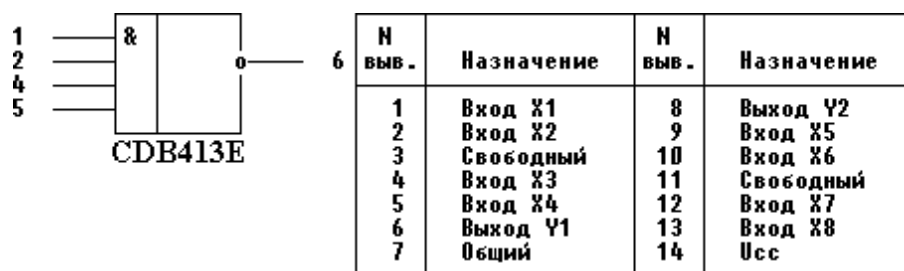 1 & 6
2
4
5
CDB413E
N выв. Назначение N выв. Назначение
1 Вход X1 8 Выход Y2
2 Вход X2 9 Вход X5
3 Свободный 10 Вход X6
4 Вход X3 11 Свободный
5 Вход X4 12 Вход X7
6 Выход Y1 13 Вход X8
7 Общий 14 Ucc